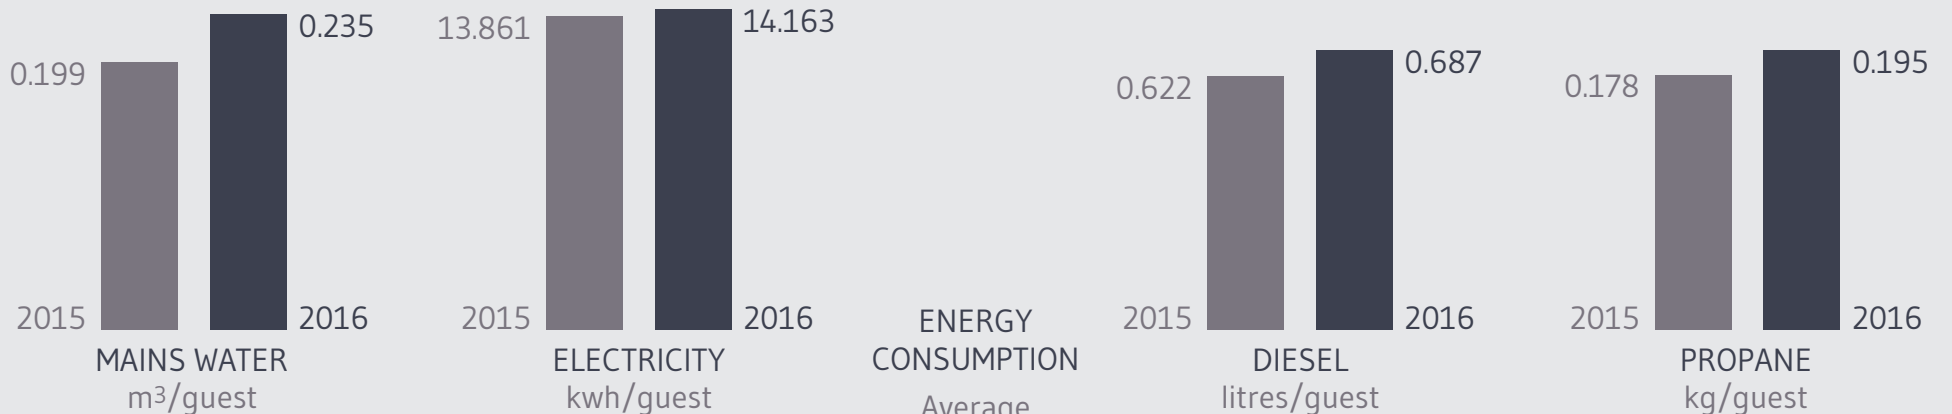 0.199
0.235
2015
2016
MAINS WATER
m³/guest
13.861
14.163
2015
2016
ELECTRICITY
kwh/guest
ENERGY
CONSUMPTION
Average
0.622
0.687
2015
2016
DIESEL
litres/guest
0.178
0.195
2015
2016
PROPANE
kg/guest